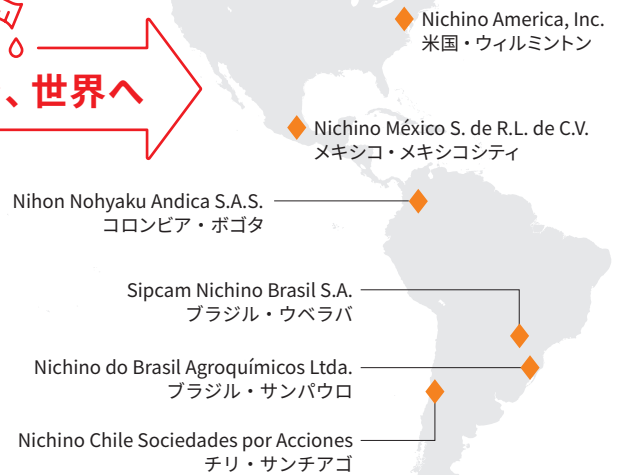 Nichino America, Inc.
米国・ウィルミントン
、世界へ
Nichino México S. de R.L. de C.V.
メキシコ・メキシコシティ
Nihon Nohyaku Andica S.A.S.
コロンビア・ボゴタ
Sipcam Nichino Brasil S.A.
ブラジル・ウベラバ
Nichino do Brasil Agroquímicos Ltda.
ブラジル・サンパウロ
Nichino Chile Sociedades por Acciones
チリ・サンチアゴ